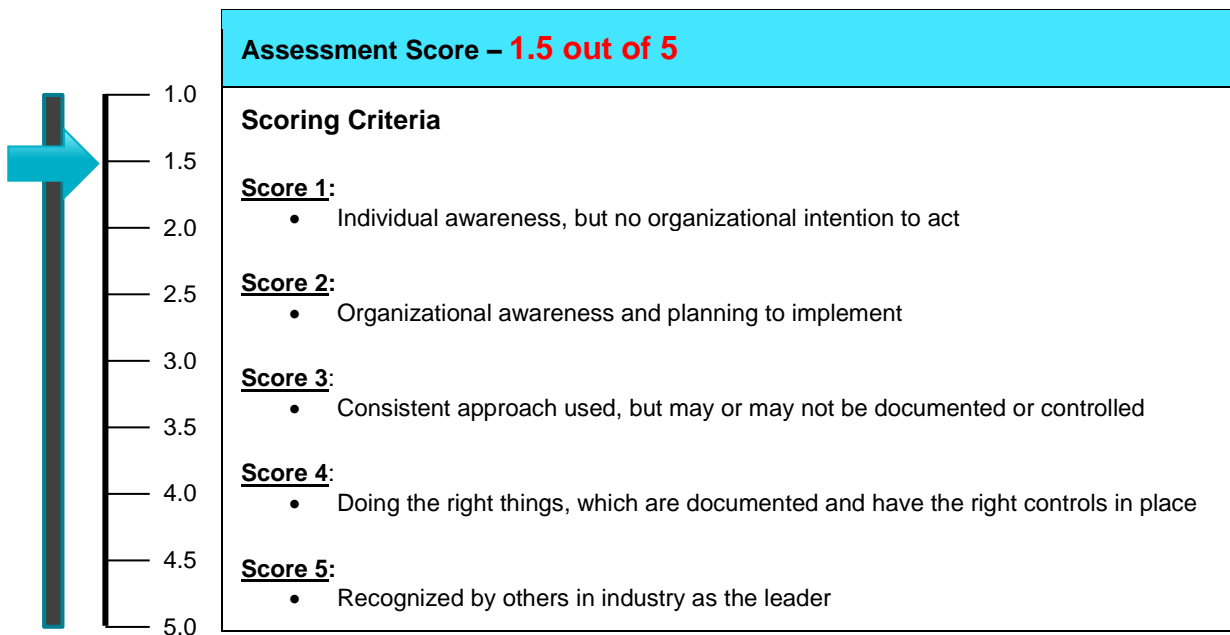 Assessment Score – 1.5 out of 5
1.0
1.5
2.0
2.5
3.0
3.5
4.0
4.5
5.0
Scoring Criteria
Score 1:
• Individual awareness, but no organizational intention to act
Score 2:
• Organizational awareness and planning to implement
Score 3:
• Consistent approach used, but may or may not be documented or controlled
Score 4:
• Doing the right things, which are documented and have the right controls in place
Score 5:
• Recognized by others in industry as the leader